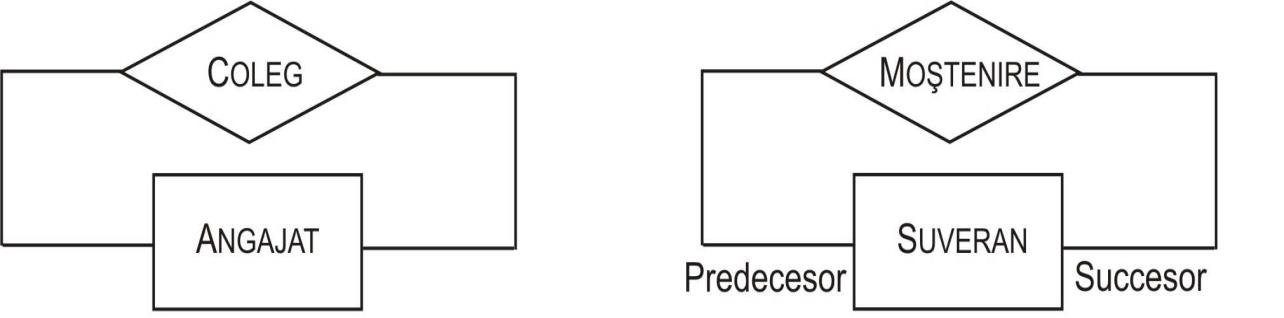 COLEG
ANGAJAT
MOŞTENIRE
SUVERAN
Predecesor
Succesor